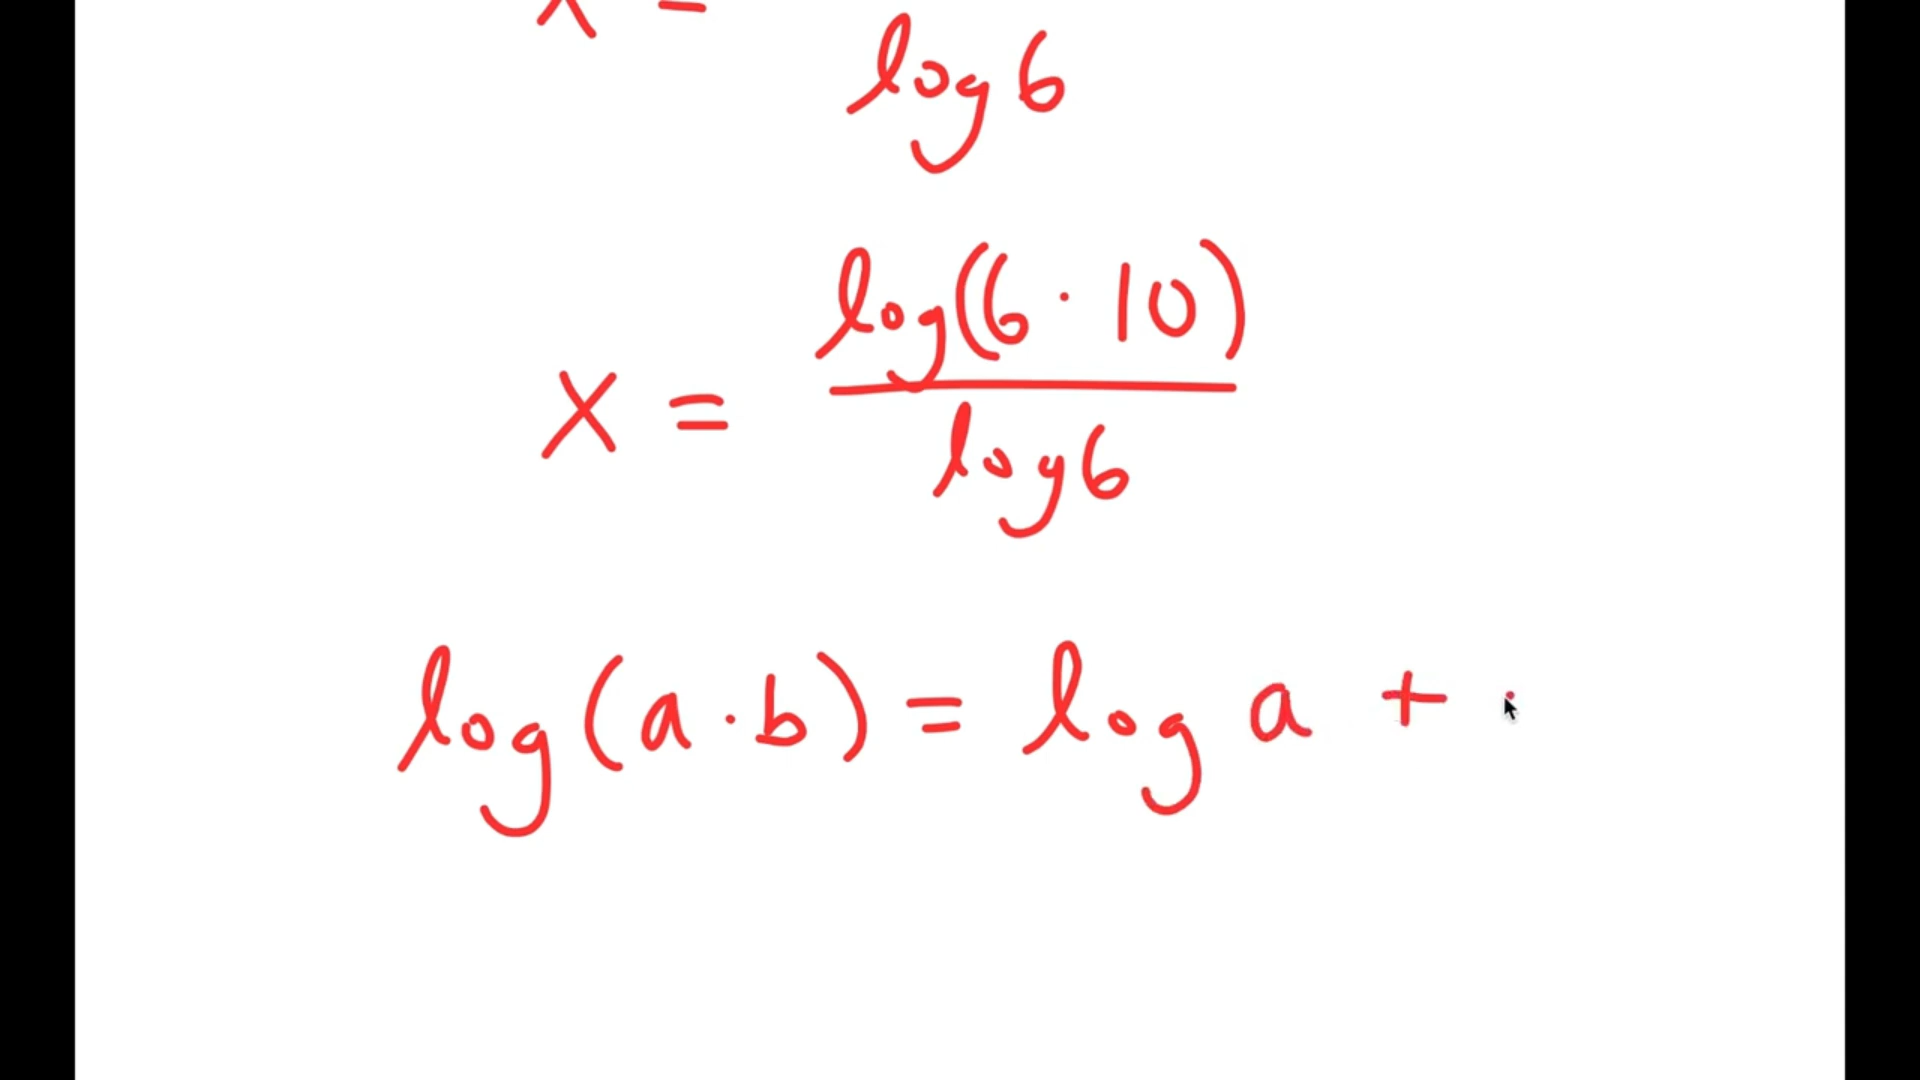 x =
log 6
x = log(6 · 10)
log 6
log (a · b) = log a +